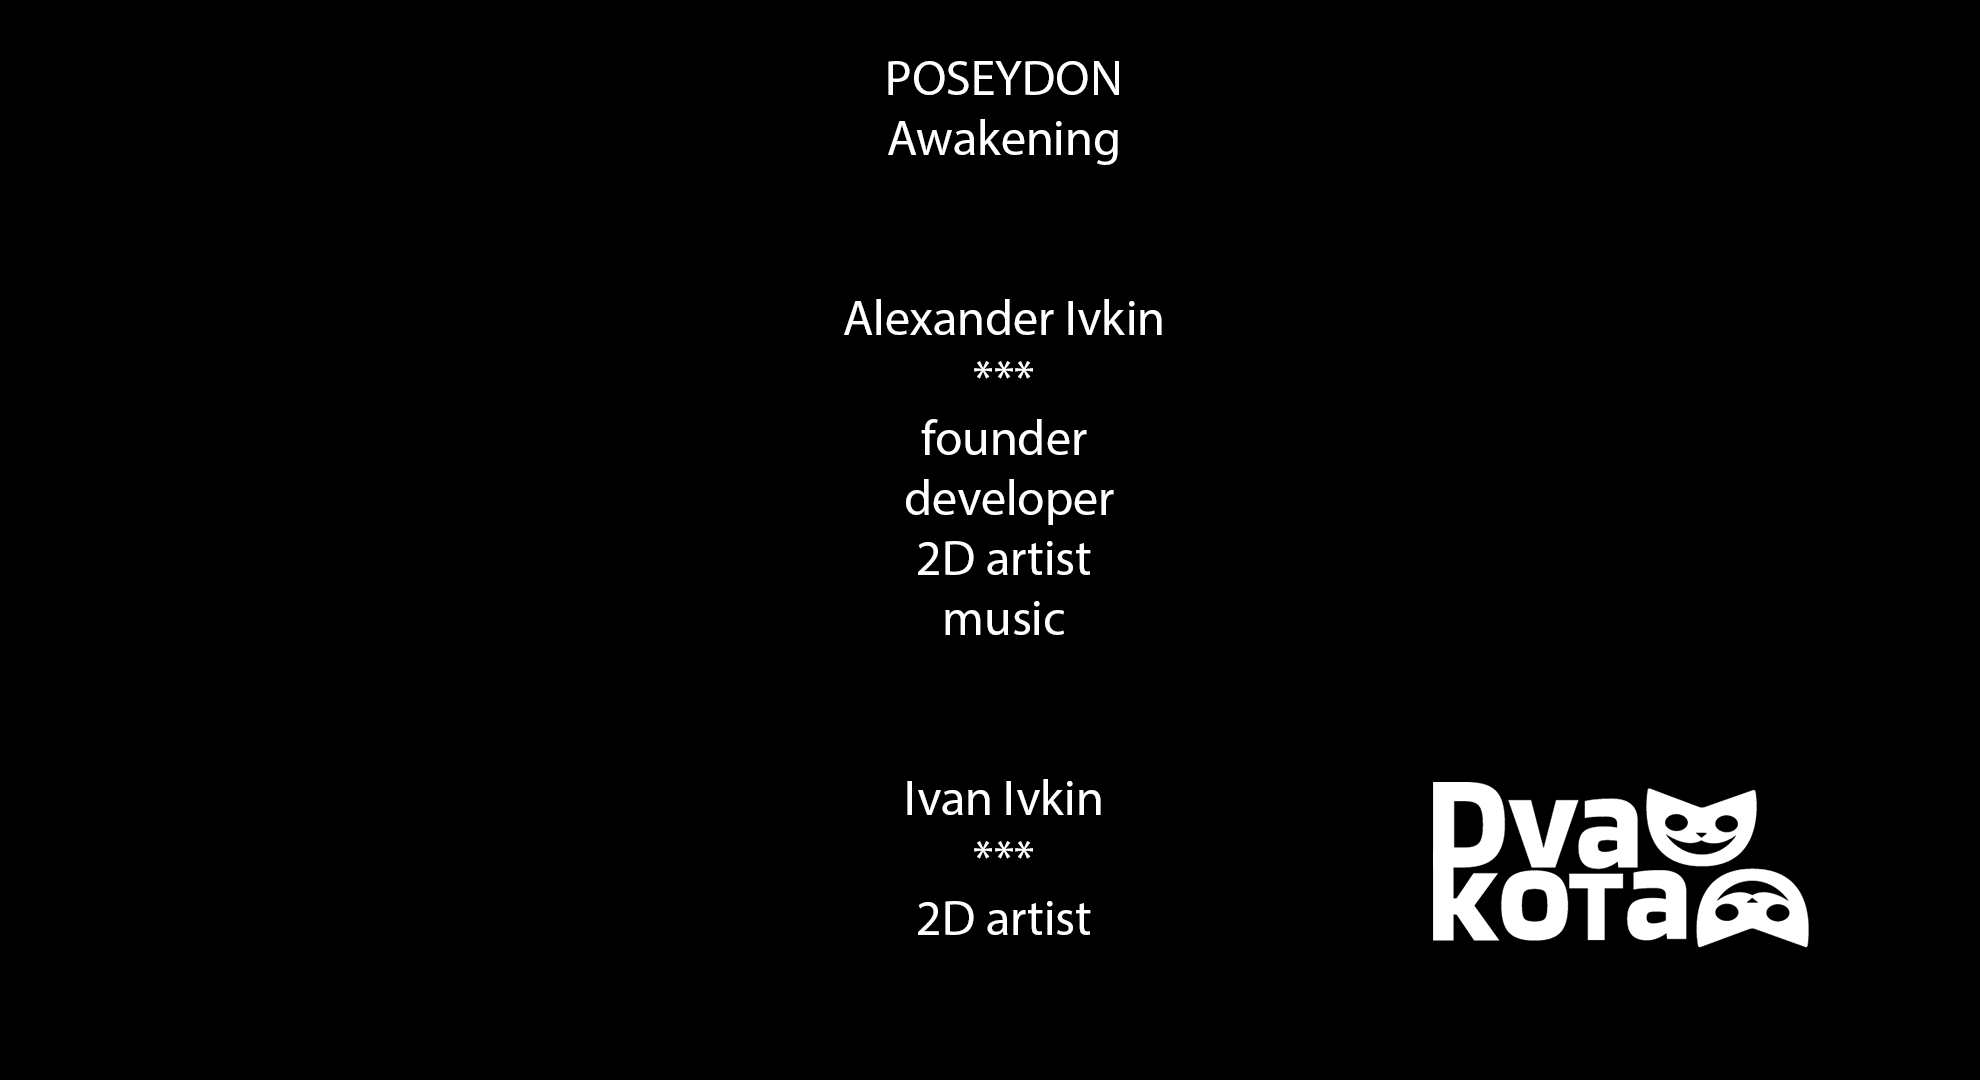 POSEYDON
Awakening
Alexander Ivkin
***
founder
developer
2D artist
music
Ivan Ivkin
***
2D artist
Dva
кота